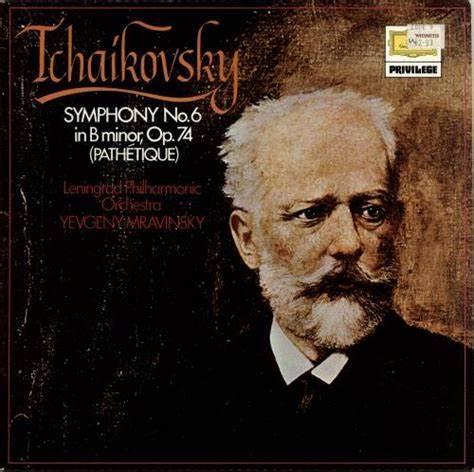 Tchaikovsky
SYMPHONY No.6
in B minor, Op.74
(PATHÉTIQUE)
Leningrad Philharmonic
Orchestra
YEVGENY MRAVINSKY
PRIVILEGE